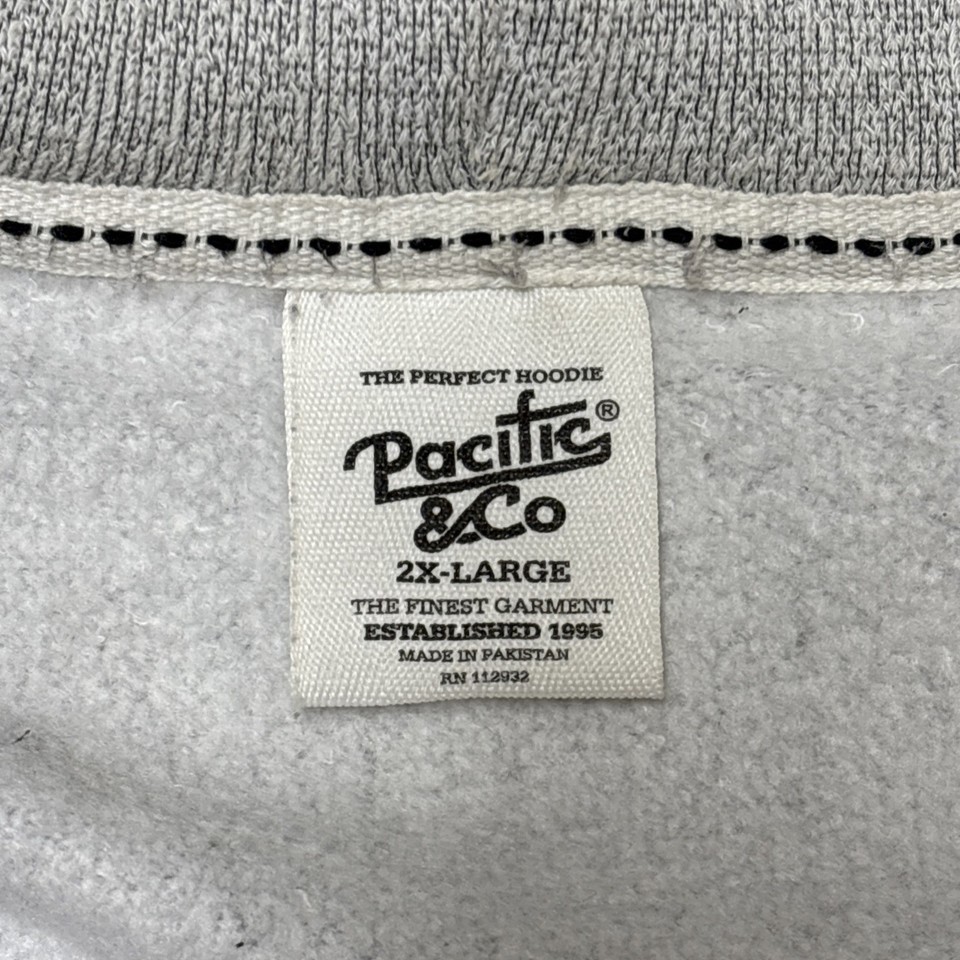 THE PERFECT HOODIE
Pacific®
&Co
2X-LARGE
THE FINEST GARMENT
ESTABLISHED 1995
MADE IN PAKISTAN
RN 112932